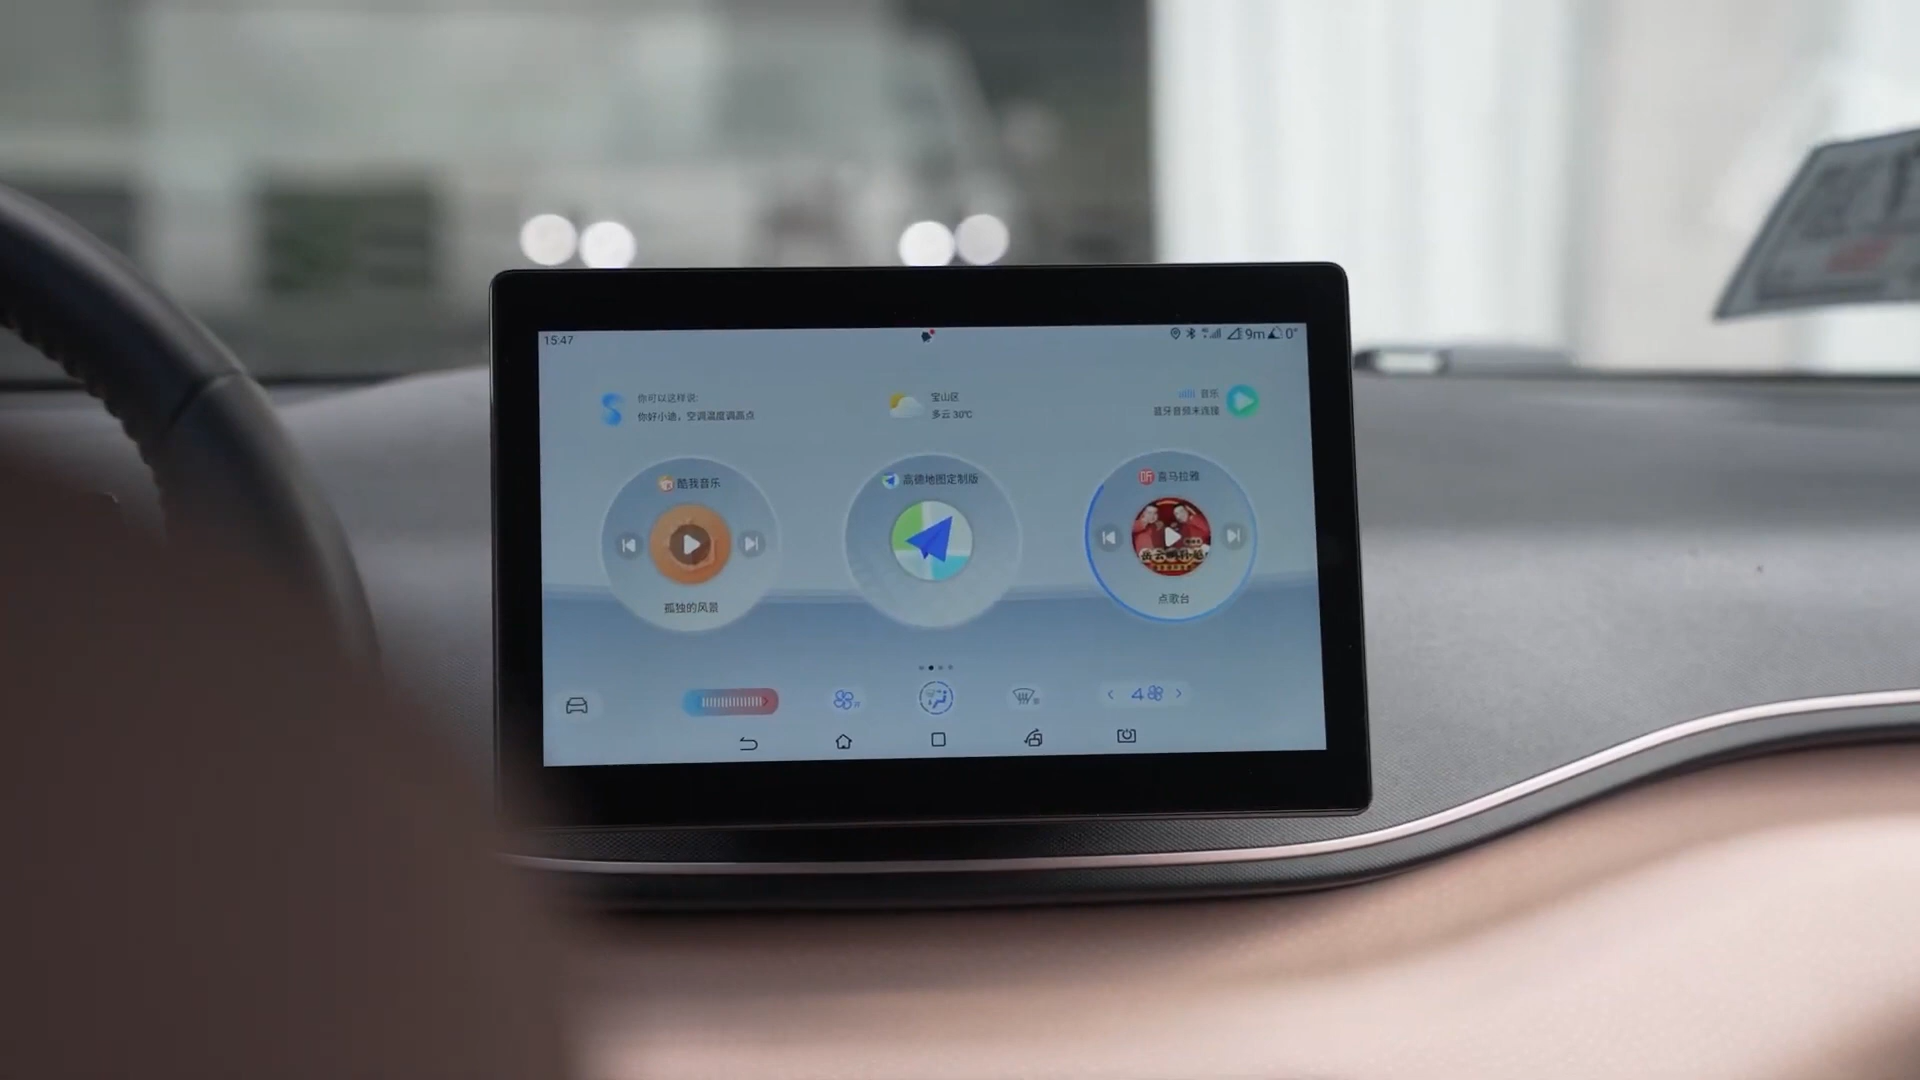 15:47
9m 0°
你可以这样说:
你好小迪，空调温度调高点
宝山区
多云 30℃
音乐
蓝牙音频未连接
酷我音乐
孤独的风景
高德地图定制版
听 喜马拉雅
点歌台
4